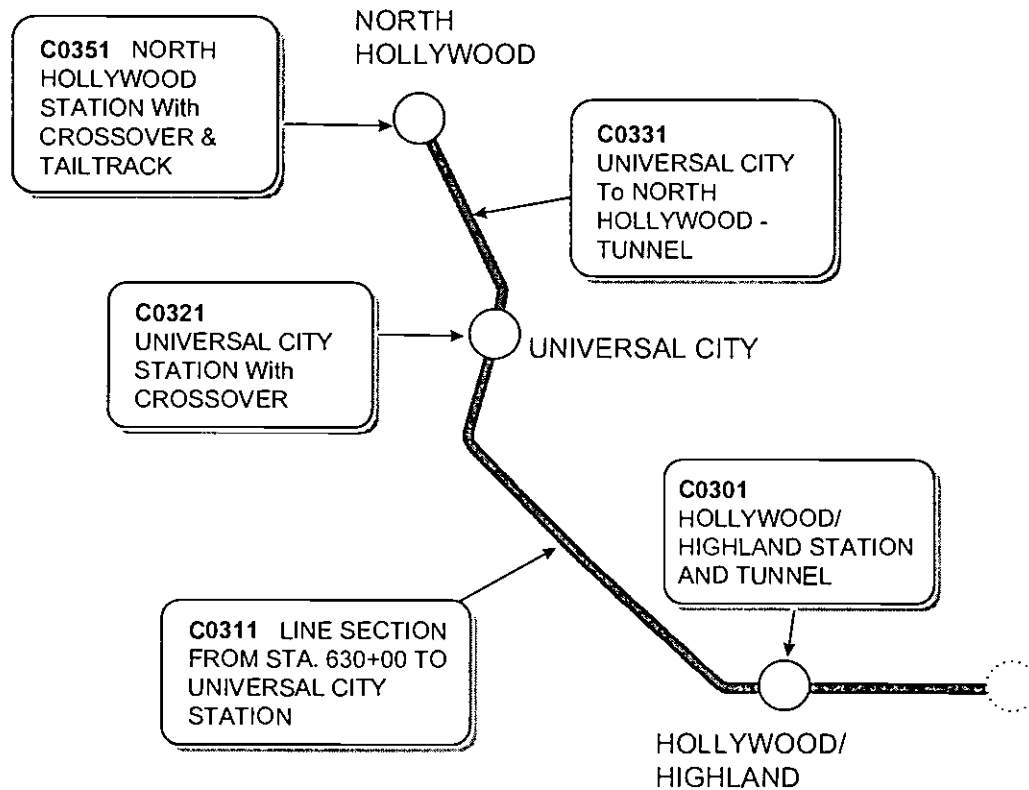 NORTH
HOLLYWOOD
C0351 NORTH
HOLLYWOOD
STATION With
CROSSOVER &
TAILTRACK
C0331
UNIVERSAL CITY
To NORTH
HOLLYWOOD -
TUNNEL
C0321
UNIVERSAL CITY
STATION With
CROSSOVER
UNIVERSAL CITY
C0301
HOLLYWOOD/
HIGHLAND STATION
AND TUNNEL
C0311 LINE SECTION
FROM STA. 630+00 TO
UNIVERSAL CITY
STATION
HOLLYWOOD/
HIGHLAND